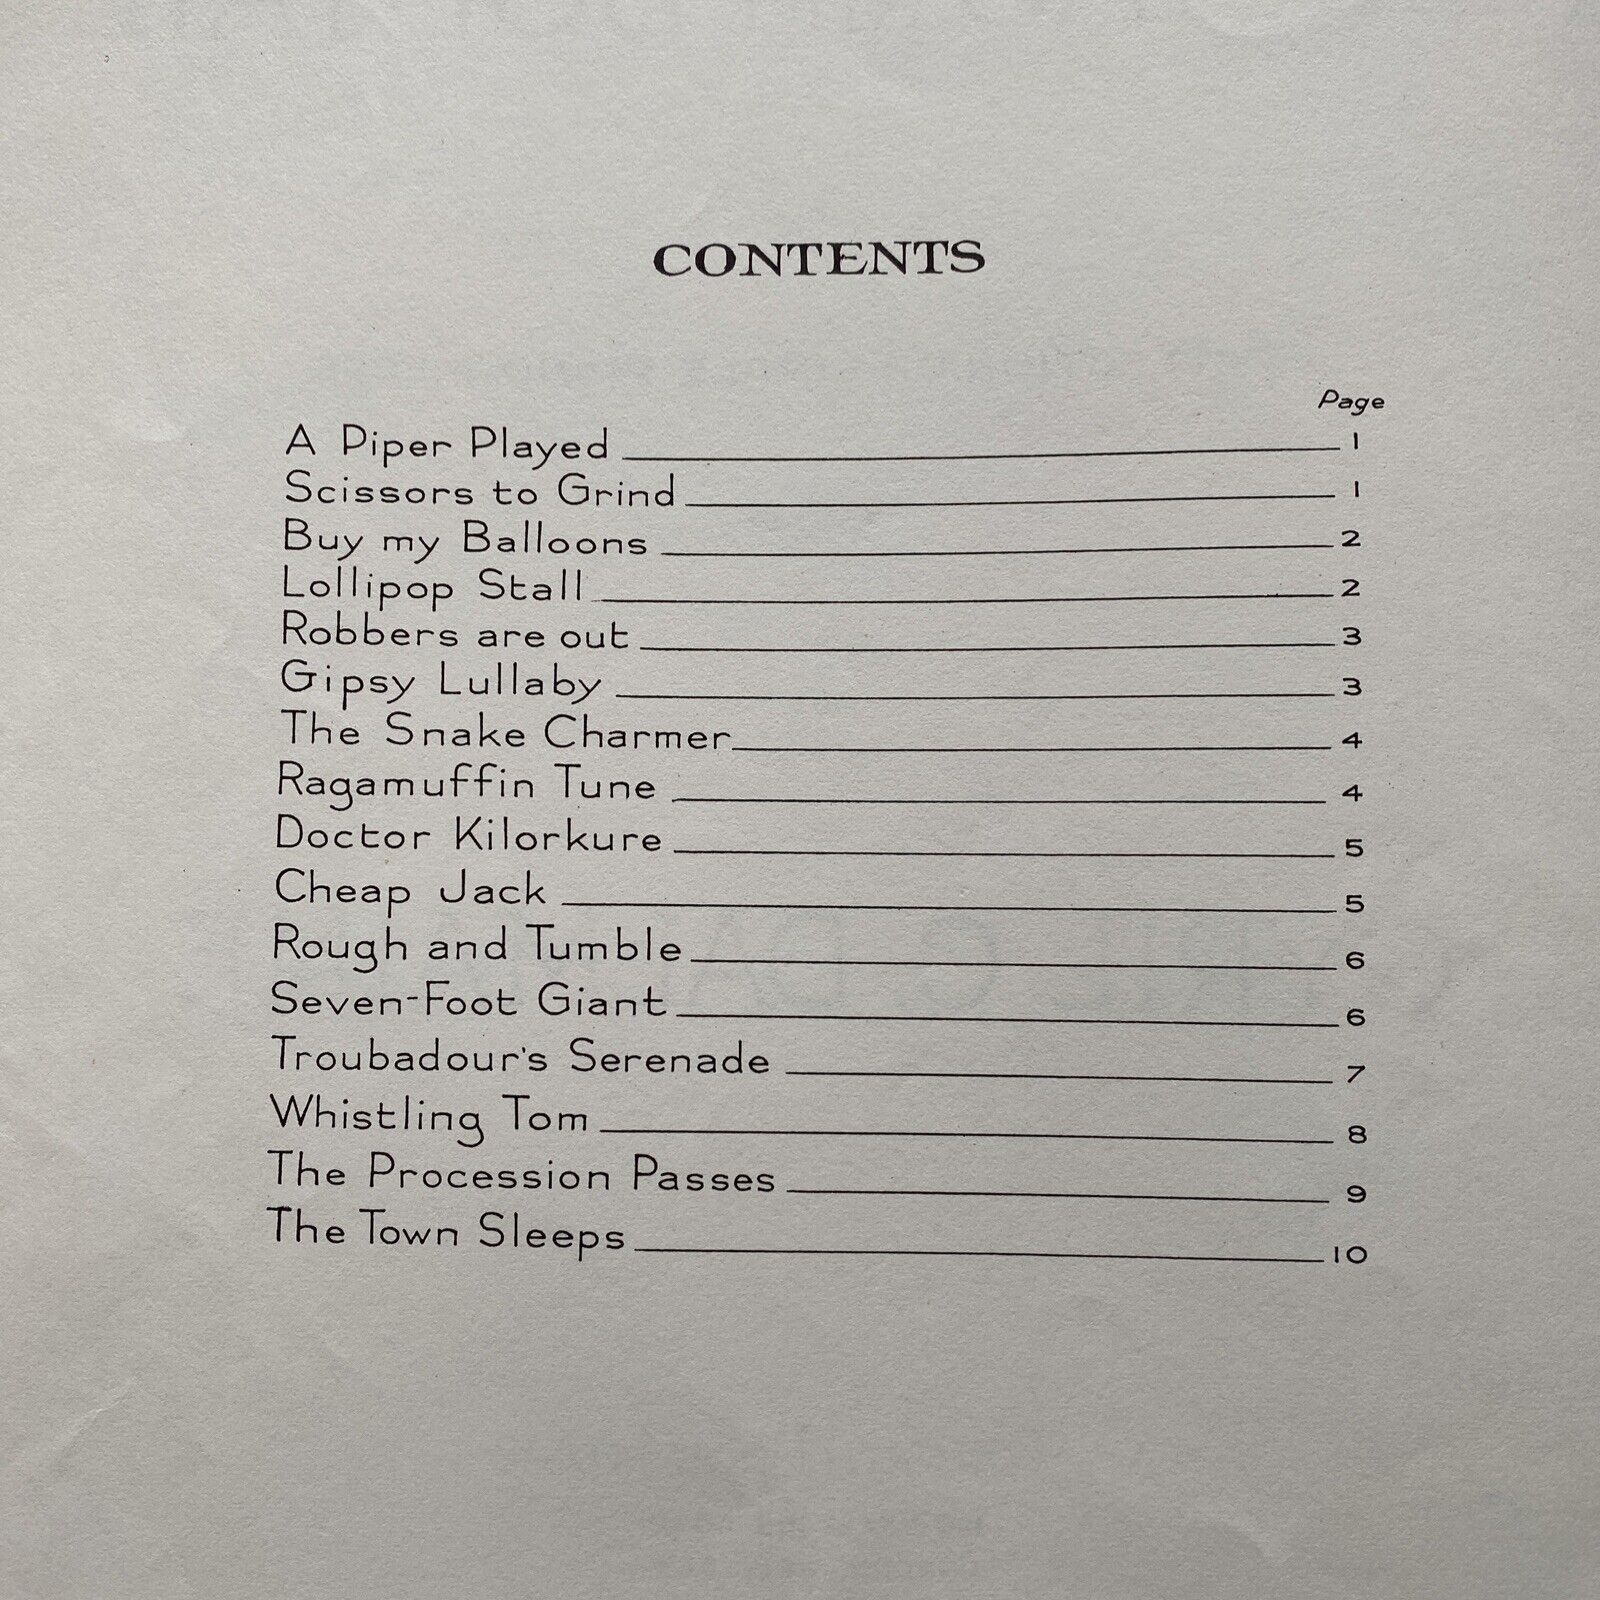 CONTENTS
Page
A Piper Played 1
Scissors to Grind 1
Buy my Balloons 2
Lollipop Stall 2
Robbers are out 3
Gipsy Lullaby 3
The Snake Charmer 4
Ragamuffin Tune 4
Doctor Kilorkure 5
Cheap Jack 5
Rough and Tumble 6
Seven-Foot Giant 6
Troubadour's Serenade 7
Whistling Tom 8
The Procession Passes 9
The Town Sleeps 10